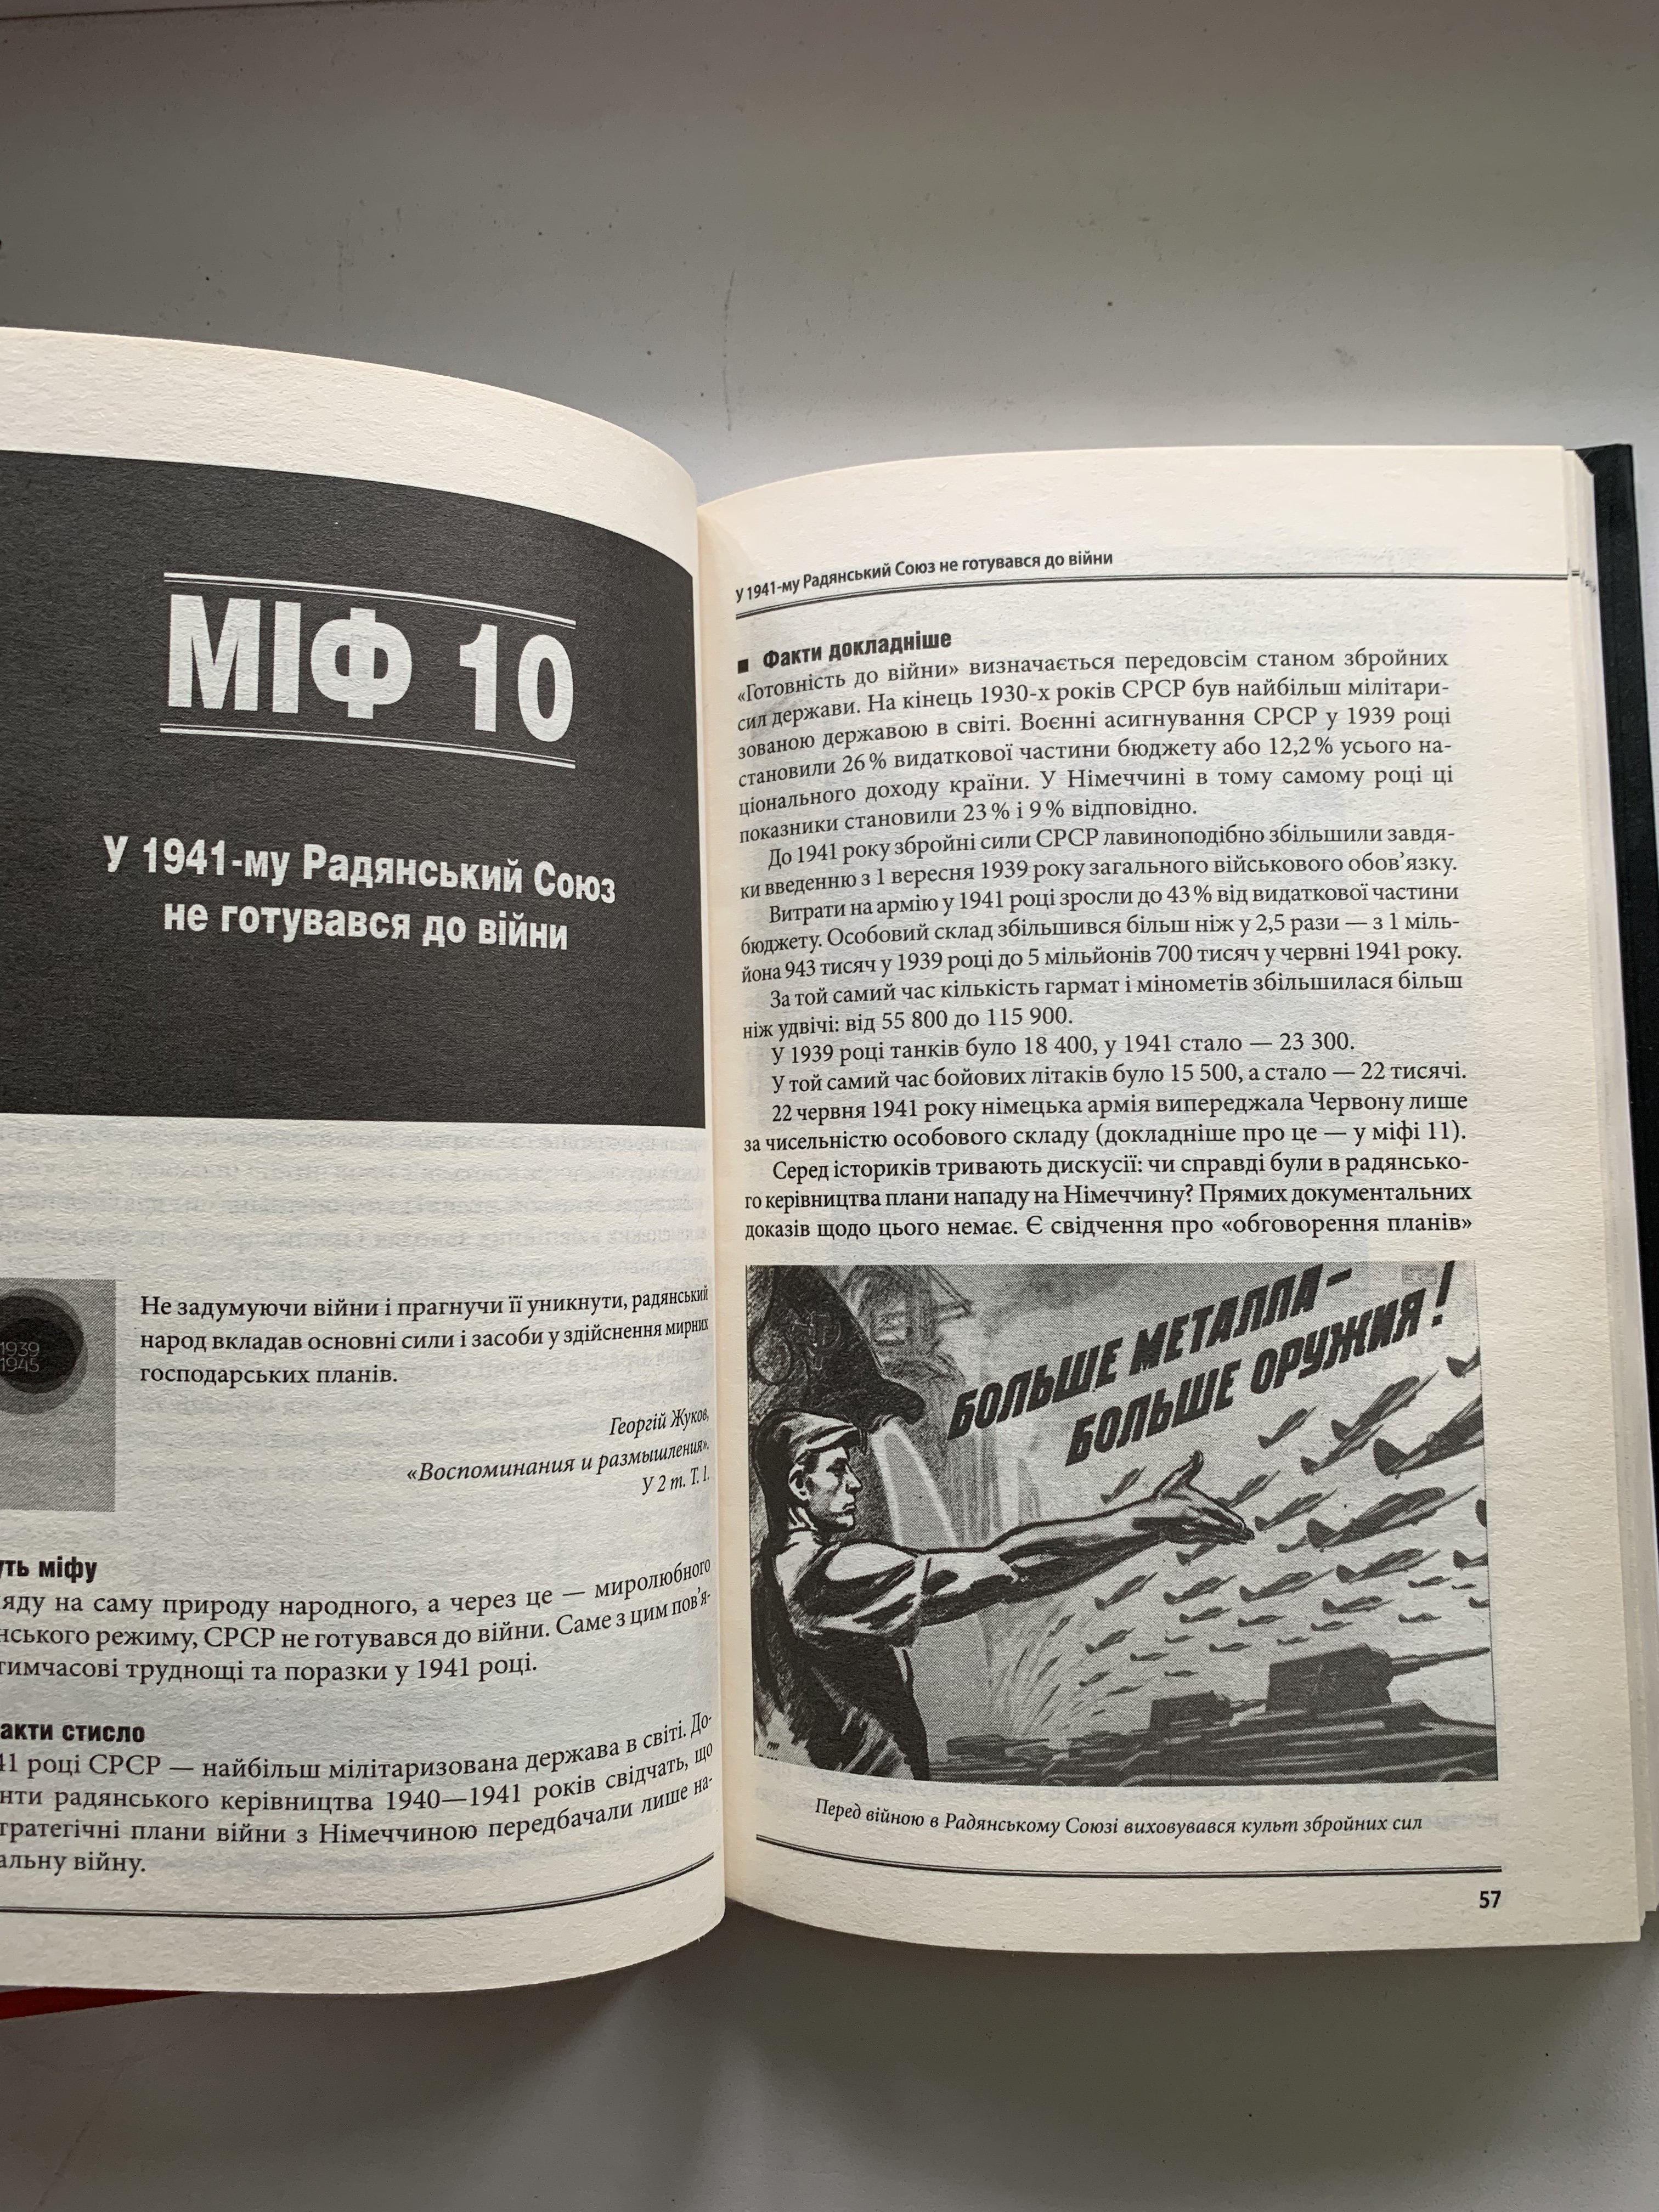 МІФ 10
У 1941-му Радянський Союз
не готувався до війни
1939
1945
Не задумуючи війни і прагнучи її уникнути, радянський
народ вкладав основні сили і засоби у здійснення мирних
господарських планів.
Георгій Жуков,
«Воспоминания и размышления».
У 2 т. Т. 1.
міфу
на саму природу народного, а через це — миролюбного
режиму, СРСР не готувався до війни. Саме з цим пов’я-
тимчасові труднощі та поразки у 1941 році.
стисло
році СРСР — найбільш мілітаризована держава в світі. До-
радянського керівництва 1940—1941 років свідчать, що
плани війни з Німеччиною передбачали лише на-
війну.
У 1941-му Радянський Союз не готувався до війни
■ Факти докладніше
«Готовність до війни» визначається передовсім станом збройних
сил держави. На кінець 1930-х років СРСР був найбільш мілітари-
зованою державою в світі. Воєнні асигнування СРСР у 1939 році
становили 26 % видаткової частини бюджету або 12,2 % усього на-
ціонального доходу країни. У Німеччині в тому самому році ці
показники становили 23 % і 9 % відповідно.
До 1941 року збройні сили СРСР лавиноподібно збільшили завдя-
ки введенню з 1 вересня 1939 року загального військового обов’язку.
Витрати на армію у 1941 році зросли до 43 % від видаткової частини
бюджету. Особовий склад збільшився більш ніж у 2,5 рази — з 1 міль-
йона 943 тисяч у 1939 році до 5 мільйонів 700 тисяч у червні 1941 року.
За той самий час кількість гармат і мінометів збільшилася більш
ніж удвічі: від 55 800 до 115 900.
У 1939 році танків було 18 400, у 1941 стало — 23 300.
У той самий час бойових літаків було 15 500, а стало — 22 тисячі.
22 червня 1941 року німецька армія випереджала Червону лише
за чисельністю особового складу (докладніше про це — у міфі 11).
Серед істориків тривають дискусії: чи справді були в радянсько-
го керівництва плани нападу на Німеччину? Прямих документальних
доказів щодо цього немає. Є свідчення про «обговорення планів»
БОЛЬШЕ МЕТАЛЛА–
БОЛЬШЕ ОРУЖИЯ!
Перед війною в Радянському Союзі виховувався культ збройних сил
57